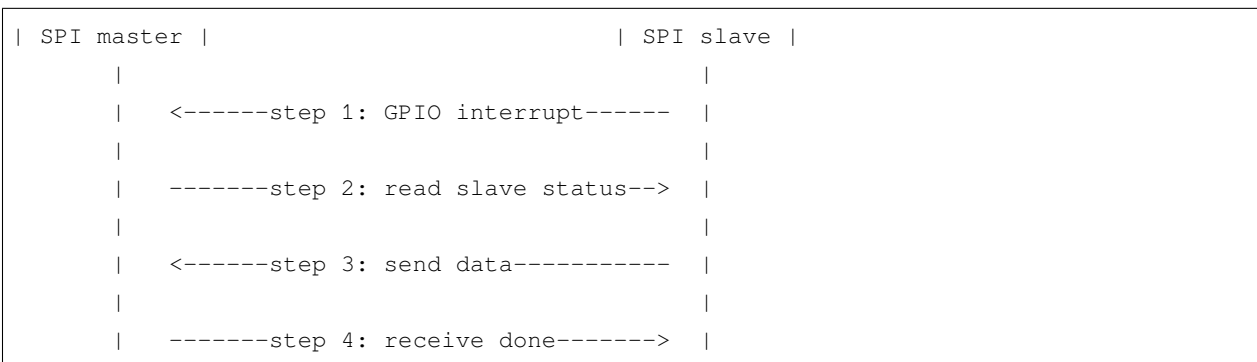 | SPI master |                                 | SPI slave |
       |                                              |
       |   <------step 1: GPIO interrupt------  |
       |                                              |
       |   -------step 2: read slave status-->  |
       |                                              |
       |   <------step 3: send data-----------  |
       |                                              |
       |   -------step 4: receive done------->  |